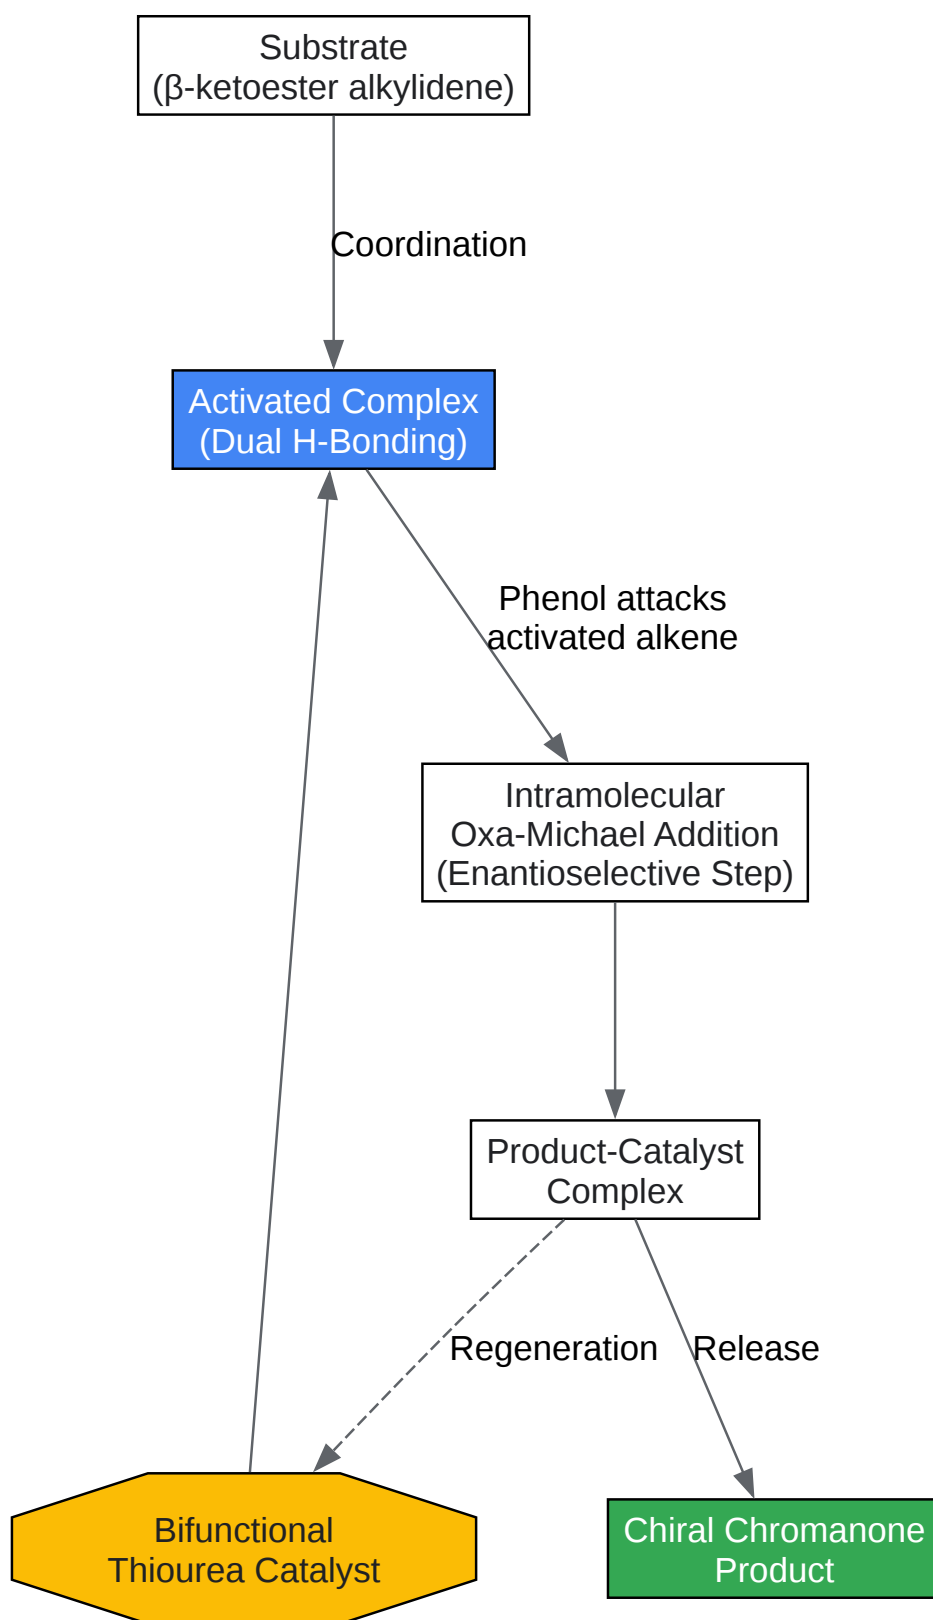 Substrate
(β-ketoester alkylidene)
Coordination
Activated Complex
(Dual H-Bonding)
Phenol attacks
activated alkene
Intramolecular
Oxa-Michael Addition
(Enantioselective Step)
Product-Catalyst
Complex
Regeneration
Release
Bifunctional
Thiourea Catalyst
Chiral Chromanone
Product